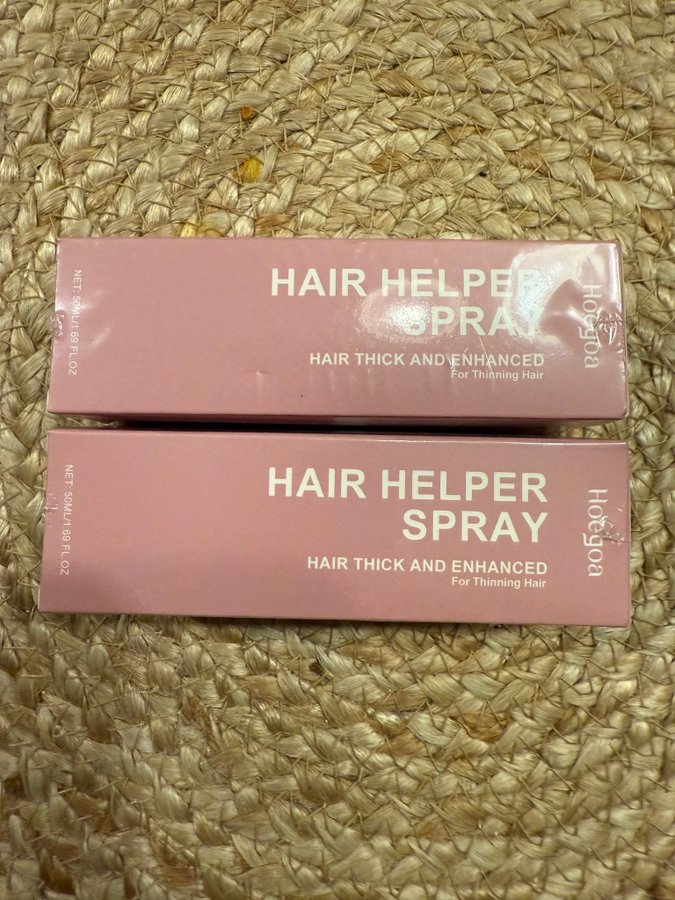 NET: 50ML/1.69 FL OZ
HAIR HELPER
SPRAY
HAIR THICK AND ENHANCED
For Thinning Hair
Hoegoa
NET: 50ML/1.69 FL OZ
HAIR HELPER
SPRAY
HAIR THICK AND ENHANCED
For Thinning Hair
Hoegoa